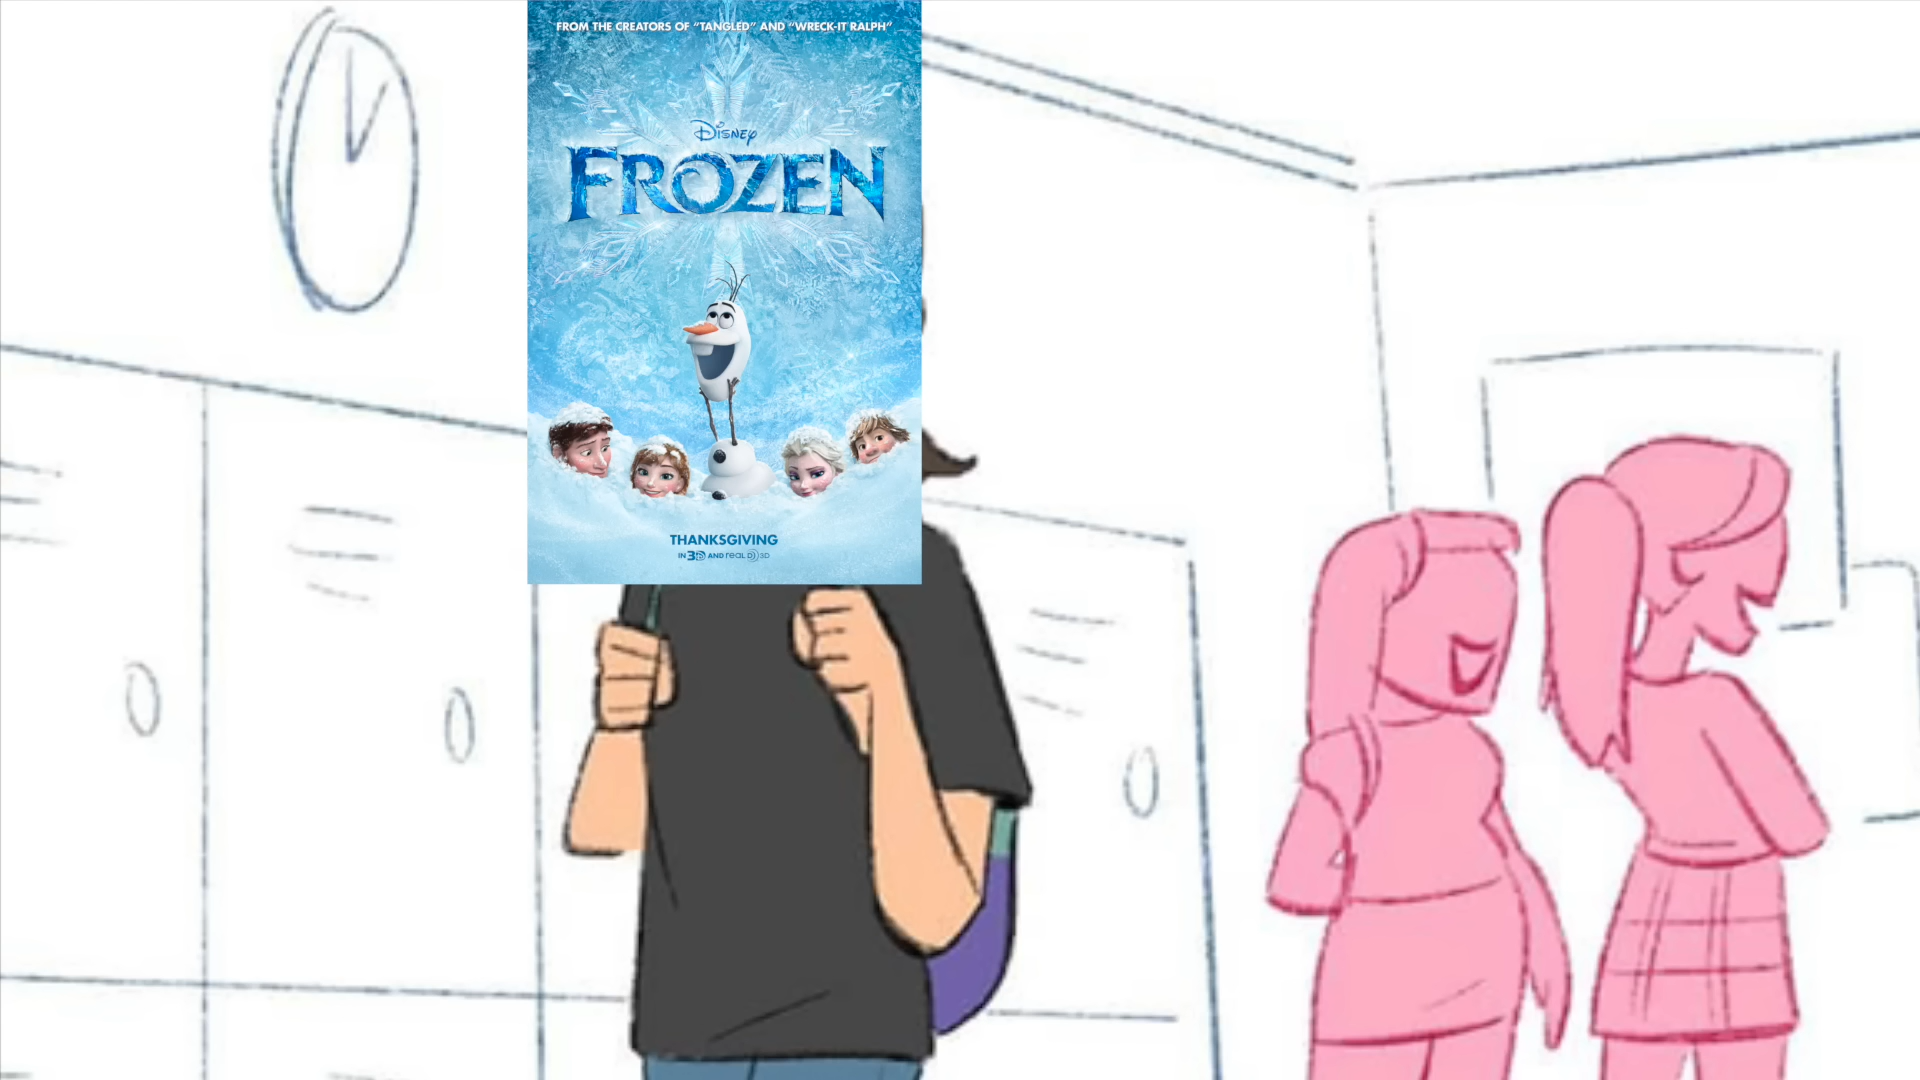 FROM THE CREATORS OF "TANGLED" AND "WRECK-IT RALPH"
DISNEY
FROZEN
THANKSGIVING
IN 3D AND REAL D 3D